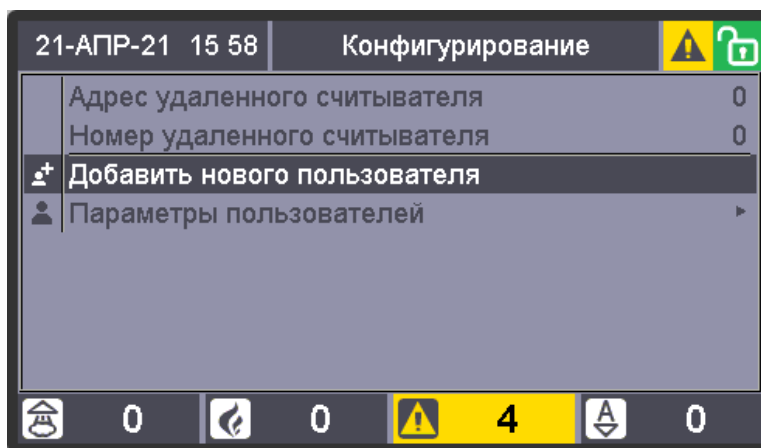 21-АПР-21 15 58 Конфигурирование
Адрес удаленного считывателя 0
Номер удаленного считывателя 0
Добавить нового пользователя
Параметры пользователей
0 0 4 A 0